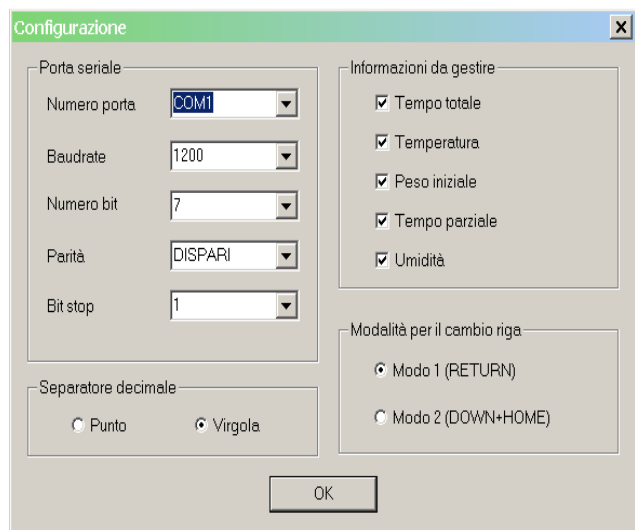 Configurazione
Porta seriale
Numero porta COM1
Baudrate 1200
Numero bit 7
Parità DISPARI
Bit stop 1
Separatore decimale
Punto Virgola
Informazioni da gestire
Tempo totale
Temperatura
Peso iniziale
Tempo parziale
Umidità
Modalità per il cambio riga
Modo 1 (RETURN)
Modo 2 (DOWN+HOME)
OK